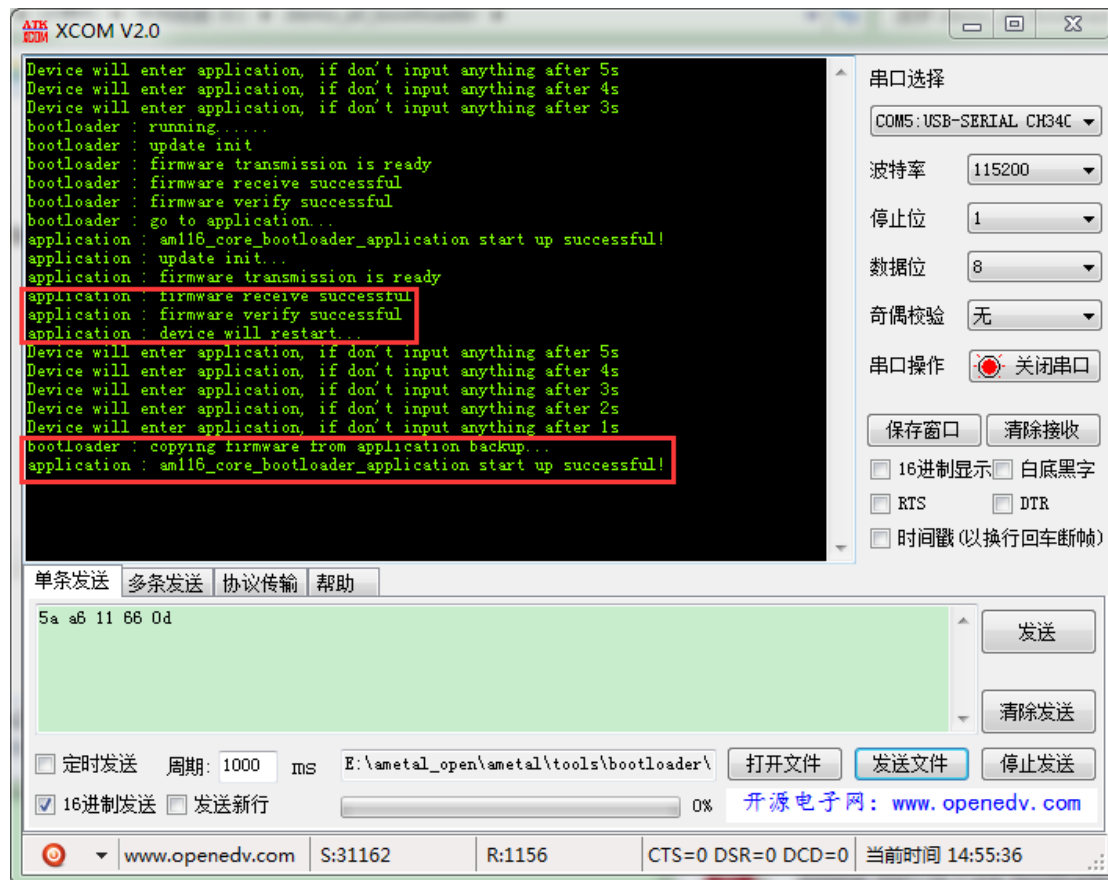 ATK XCOM XCOM V2.0
Device will enter application, if don't input anything after 5s
Device will enter application, if don't input anything after 4s
Device will enter application, if don't input anything after 3s
bootloader : running......
bootloader : update init
bootloader : firmware transmission is ready
bootloader : firmware receive successful
bootloader : firmware verify successful
bootloader : go to application...
application : am116_core_bootloader_application start up successful!
application : update init...
application : firmware transmission is ready
application : firmware receive successful
application : firmware verify successful
application : device will restart...
Device will enter application, if don't input anything after 5s
Device will enter application, if don't input anything after 4s
Device will enter application, if don't input anything after 3s
Device will enter application, if don't input anything after 2s
Device will enter application, if don't input anything after 1s
bootloader : copying firmware from application backup...
application : am116_core_bootloader_application start up successful!
串口选择
COM5:USB-SERIAL CH34
波特率 115200
停止位 1
数据位 8
奇偶校验 无
串口操作 关闭串口
保存窗口 清除接收
16进制显示 白底黑字
RTS DTR
时间戳(以换行回车断帧)
单条发送 多条发送 协议传输 帮助
5a a6 11 66 0d
发送
清除发送
定时发送 周期: 1000 ms E:\ametal_open\ametal\tools\bootloader\ 打开文件 发送文件 停止发送
16进制发送 发送新行 0% 开源电子网: www.openedv.com
www.openedv.com S:31162 R:1156 CTS=0 DSR=0 DCD=0 当前时间 14:55:36